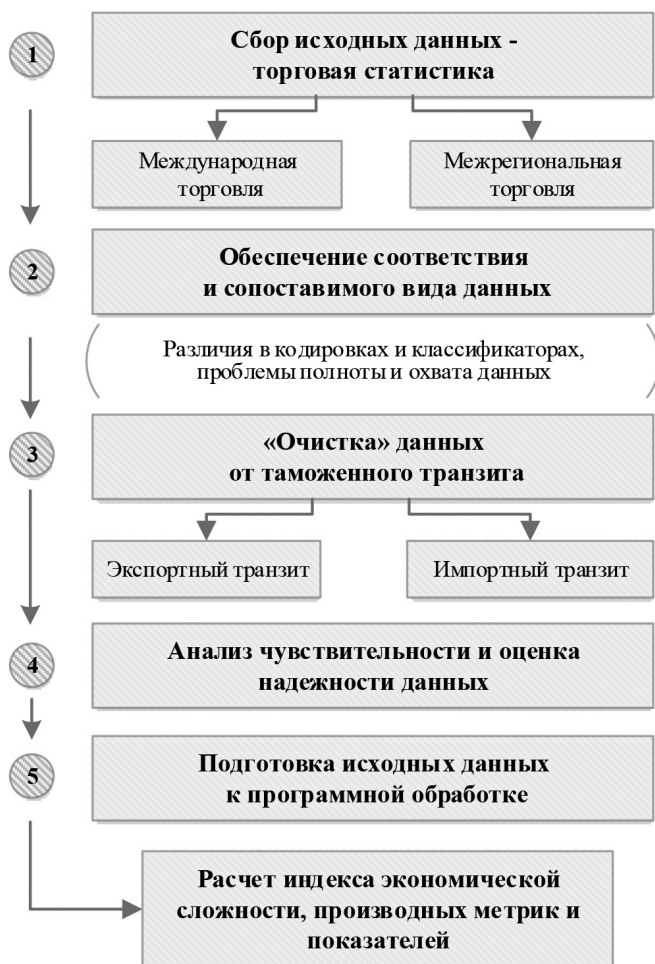 1
Сбор исходных данных -
торговая статистика
Международная
торговля
Межрегиональная
торговля
2
Обеспечение соответствия
и сопоставимого вида данных
Различия в кодировках и классификаторах,
проблемы полноты и охвата данных
3
«Очистка» данных
от таможенного транзита
Экспортный транзит
Импортный транзит
4
Анализ чувствительности и оценка
надежности данных
5
Подготовка исходных данных
к программной обработке
Расчет индекса экономической
сложности, производных метрик и
показателей